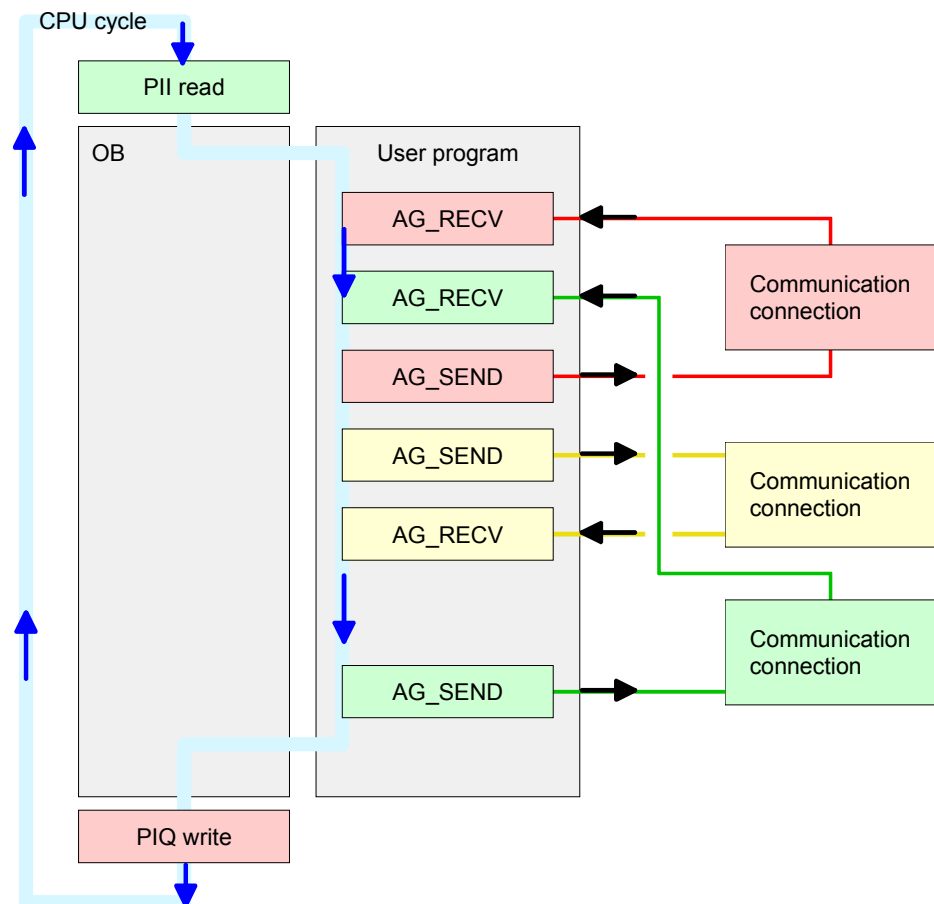 CPU cycle
PII read
OB
User program
AG_RECV
AG_RECV
AG_SEND
AG_SEND
AG_RECV
AG_SEND
Communication
connection
Communication
connection
Communication
connection
PIQ write